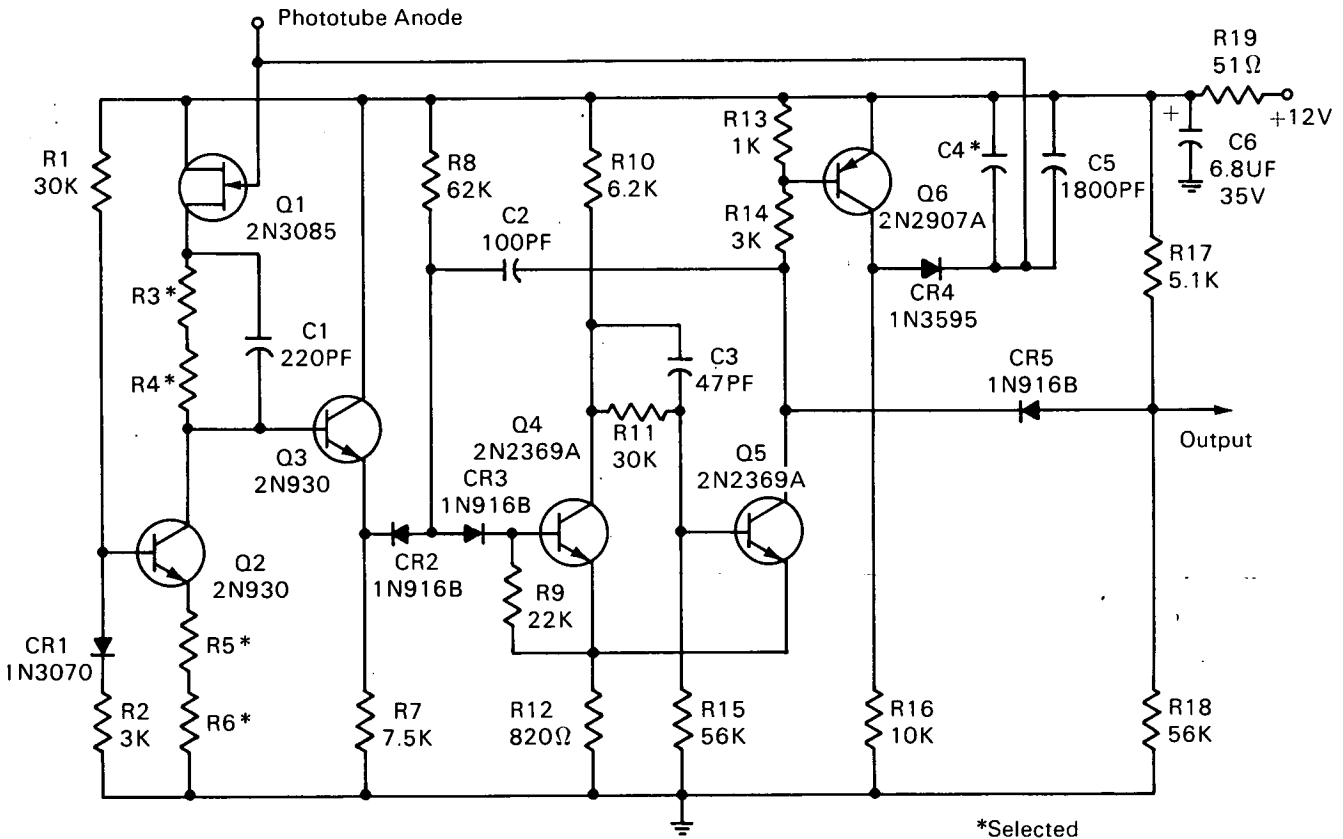 Phototube Anode
R19
51Ω
+12V
+
C6
6.8UF
35V
R1
30K
Q1
2N3085
R8
62K
R10
6.2K
R13
1K
C4*
C5
1800PF
Q6
2N2907A
R14
3K
C2
100PF
R17
5.1K
R3*
C1
220PF
R4*
CR4
1N3595
C3
47PF
CR5
1N916B
Q4
2N2369A
R11
30K
Q5
2N2369A
Output
Q3
2N930
CR3
1N916B
Q2
2N930
CR2
1N916B
R9
22K
CR1
1N3070
R5*
R2
3K
R6*
R7
7.5K
R12
820Ω
R15
56K
R16
10K
R18
56K
*Selected